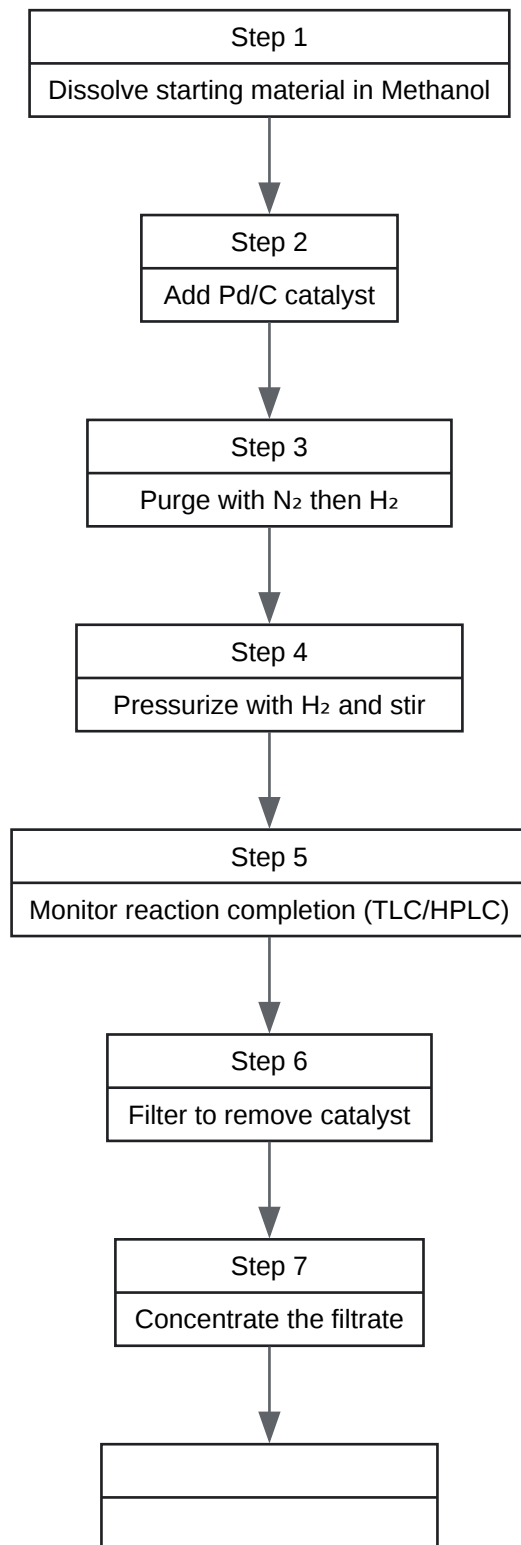 Step 1
Dissolve starting material in Methanol
Step 2
Add Pd/C catalyst
Step 3
Purge with N₂ then H₂
Step 4
Pressurize with H₂ and stir
Step 5
Monitor reaction completion (TLC/HPLC)
Step 6
Filter to remove catalyst
Step 7
Concentrate the filtrate